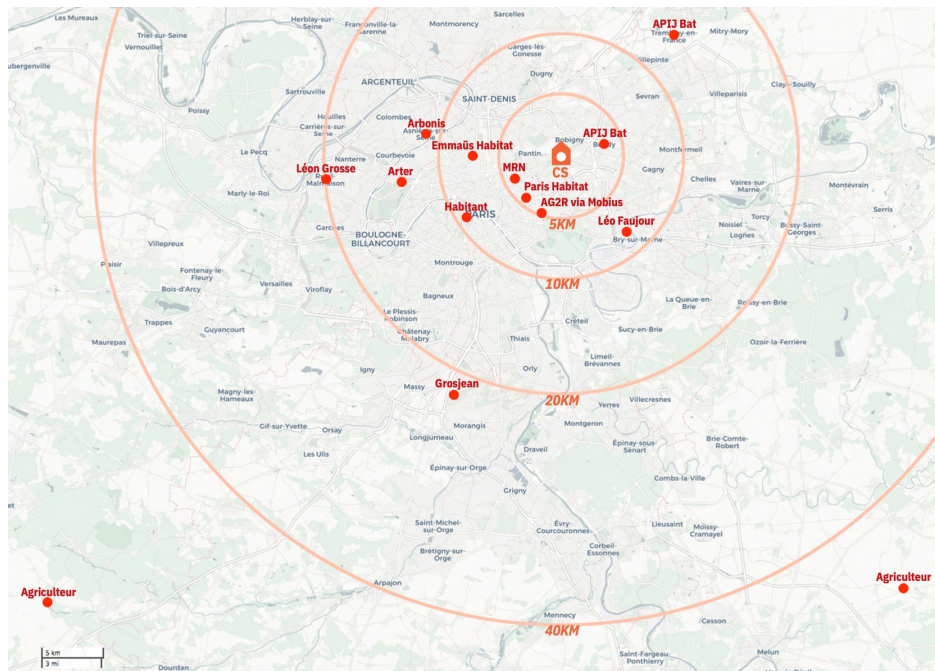 Les Mureaux
Herblay-sur-
Seine
Franconville-la-
Garenne
Montmorency
Sarcelles
APIJ Bat
Tremblay-en-
France
Mitry-Mory
Triel-sur-Seine
Vernouillet
Garges-lès-
Gonesse
Villepinte
Aubergenville
Dugny
Claye-Souilly
ARGENTEUIL
Sartrouville
SAINT-DENIS
Sevran
Villeparisis
Poissy
Houilles
Colombes
Arbonis
Asnières-sur-
Seine
Carrières-sur-
Seine
Bobigny
APIJ Bat
Bondy
Le Pecq
Nanterre
Courbevoie
Emmaüs Habitat
Pantin
Montfermeil
Léon Grosse
Rueil-
Malmaison
Arter
MRN
CS
Gagny
Chelles
Vaires-sur-
Marne
Montévrain
Marly-le-Roi
Paris Habitat
Habitant
PARIS
AG2R via Mobius
5KM
Léo Faujour
Bry-sur-Marne
Noisiel
Lognes
Torcy
Bussy-Saint-
Georges
Serris
Garches
BOULOGNE-
BILLANCOURT
Villepreux
Plaisir
Fontenay-le-
Fleury
Bois-d'Arcy
Versailles
Viroflay
Montrouge
10KM
Bagneux
La Queue-en-
Brie
Roissy-en-Brie
Trappes
Guyancourt
Le Plessis-
Robinson
Châtenay-
Malabry
Créteil
Sucy-en-Brie
Maurepas
Thiais
Ozoir-la-Ferrière
Igny
Orly
Limeil-
Brévannes
Magny-les-
Hameaux
Massy
Grosjean
20KM
Yerres
Villecresnes
Gif-sur-Yvette
Orsay
Morangis
Montgeron
Longjumeau
Les Ulis
Draveil
Épinay-sous-
Sénart
Brie-Comte-
Robert
Épinay-sur-Orge
Combs-la-Ville
Grigny
Saint-Michel
-sur-Orge
Évry-
Courcouronnes
Lieusaint
Moissy-
Cramayel
Brétigny-sur-
Orge
Corbeil-
Essonnes
Arpajon
Agriculteur
Agriculteur
Mennecy
Cesson
40KM
5 km
3 mi
Dourdan
Saint-Fargeau-
Ponthierry
Melun